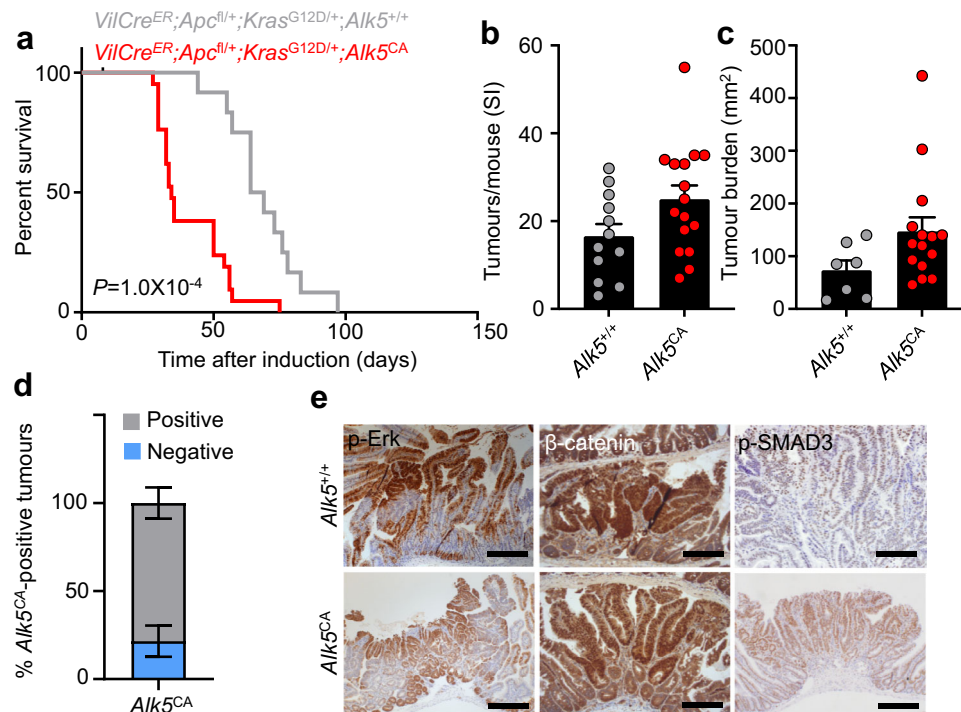 a
VilCreER;Apcfl/+;KrasG12D/+;Alk5+/+
VilCreER;Apcfl/+;KrasG12D/+;Alk5CA
Percent survival
100
50
0
P=1.0X10-4
0 50 100 150
Time after induction (days)
b
Tumours/mouse (SI)
60
40
20
0
Alk5+/+ Alk5CA
c
Tumour burden (mm2)
500
400
300
200
100
0
Alk5+/+ Alk5CA
d
Positive
Negative
% Alk5CA-positive tumours
100
50
0
Alk5CA
e
p-Erk β-catenin p-SMAD3
Alk5+/+
Alk5CA